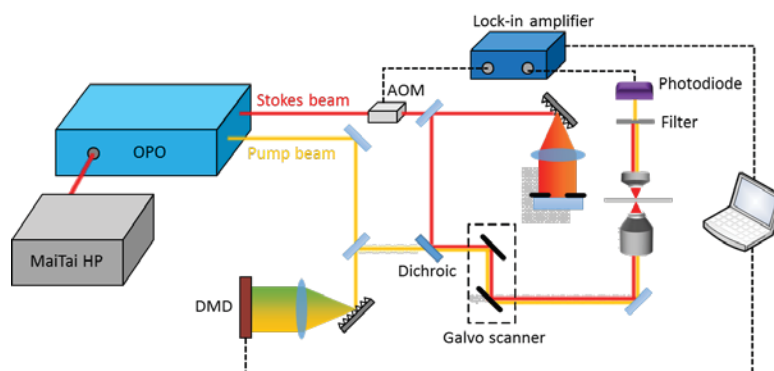 Lock-in amplifier
AOM
Photodiode
Stokes beam
Filter
OPO
Pump beam
MaiTai HP
Dichroic
DMD
Galvo scanner